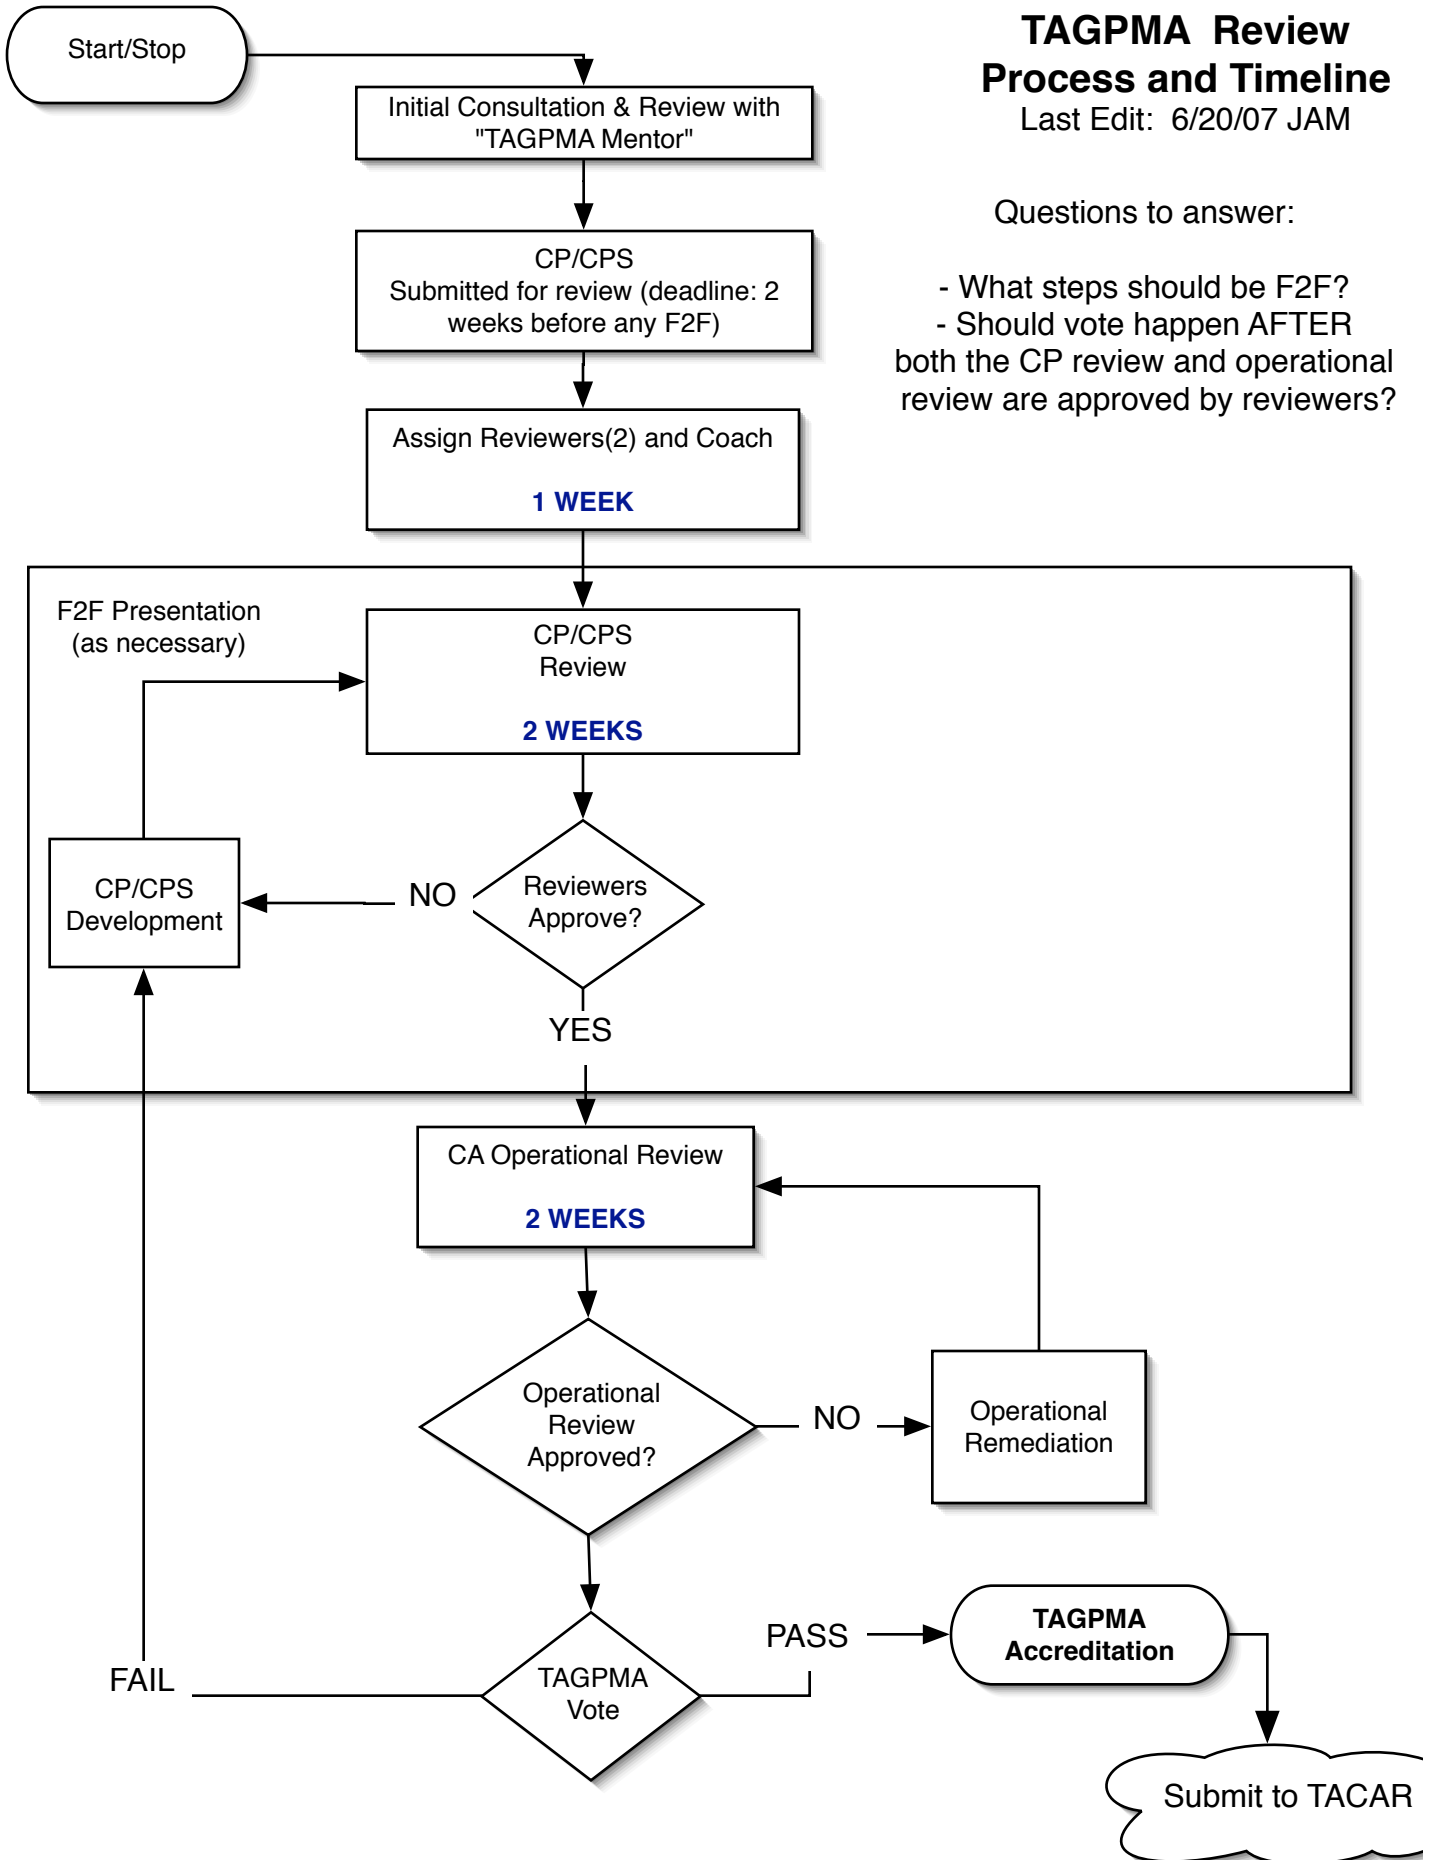 Start/Stop
TAGPMA Review
Process and Timeline
Last Edit: 6/20/07 JAM
Initial Consultation & Review with
"TAGPMA Mentor"
Questions to answer:
- What steps should be F2F?
- Should vote happen AFTER
both the CP review and operational
review are approved by reviewers?
CP/CPS
Submitted for review (deadline: 2
weeks before any F2F)
Assign Reviewers(2) and Coach
1 WEEK
F2F Presentation
(as necessary)
CP/CPS
Review
2 WEEKS
CP/CPS
Development
NO
Reviewers
Approve?
YES
CA Operational Review
2 WEEKS
Operational
Review
Approved?
NO
Operational
Remediation
FAIL
TAGPMA
Vote
PASS
TAGPMA
Accreditation
Submit to TACAR